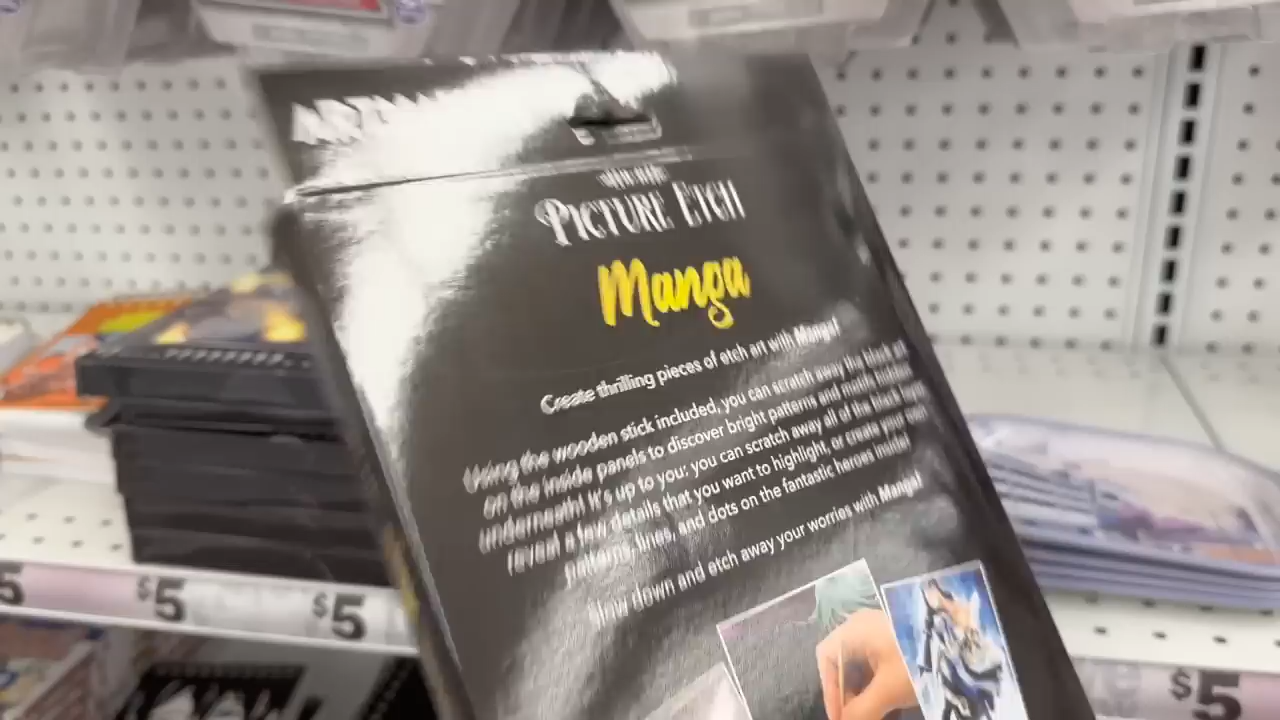 PICTURE ETCH
Manga
Create thrilling pieces of etch art with Manga!
Using the wooden stick included, you can scratch away the black art
on the inside panels to discover bright patterns and
underneath! It's up to you: you can scratch away all of the black
reveal a few details that you want to highlight, or create your own
patterns, lines, and dots on the fantastic heroes inside!
Slow down and etch away your worries with Manga!
5
$5
$5
$5